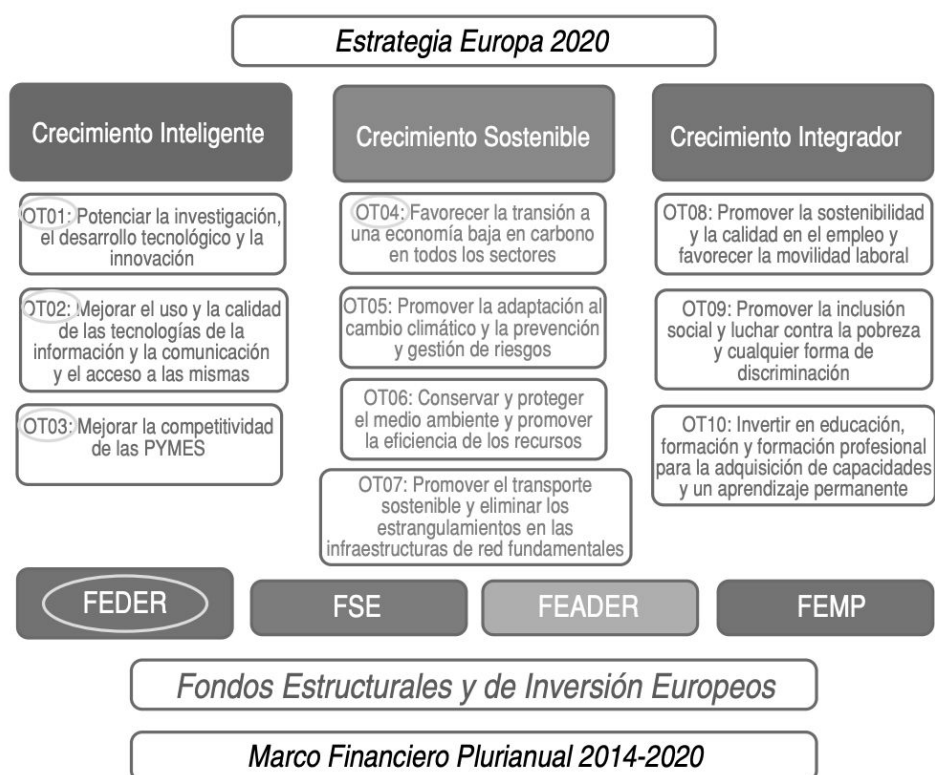 Estrategia Europa 2020
Crecimiento Inteligente
OT01: Potenciar la investigación,
el desarrollo tecnológico y la
innovación
OT02: Mejorar el uso y la calidad
de las tecnologías de la
información y la comunicación
y el acceso a las mismas
OT03: Mejorar la competitividad
de las PYMES
Crecimiento Sostenible
OT04: Favorecer la transión a
una economía baja en carbono
en todos los sectores
OT05: Promover la adaptación al
cambio climático y la prevención
y gestión de riesgos
OT06: Conservar y proteger
el medio ambiente y promover
la eficiencia de los recursos
OT07: Promover el transporte
sostenible y eliminar los
estrangulamientos en las
infraestructuras de red fundamentales
Crecimiento Integrador
OT08: Promover la sostenibilidad
y la calidad en el empleo y
favorecer la movilidad laboral
OT09: Promover la inclusión
social y luchar contra la pobreza
y cualquier forma de
discriminación
OT10: Invertir en educación,
formación y formación profesional
para la adquisición de capacidades
y un aprendizaje permanente
FEDER
FSE
FEADER
FEMP
Fondos Estructurales y de Inversión Europeos
Marco Financiero Plurianual 2014-2020